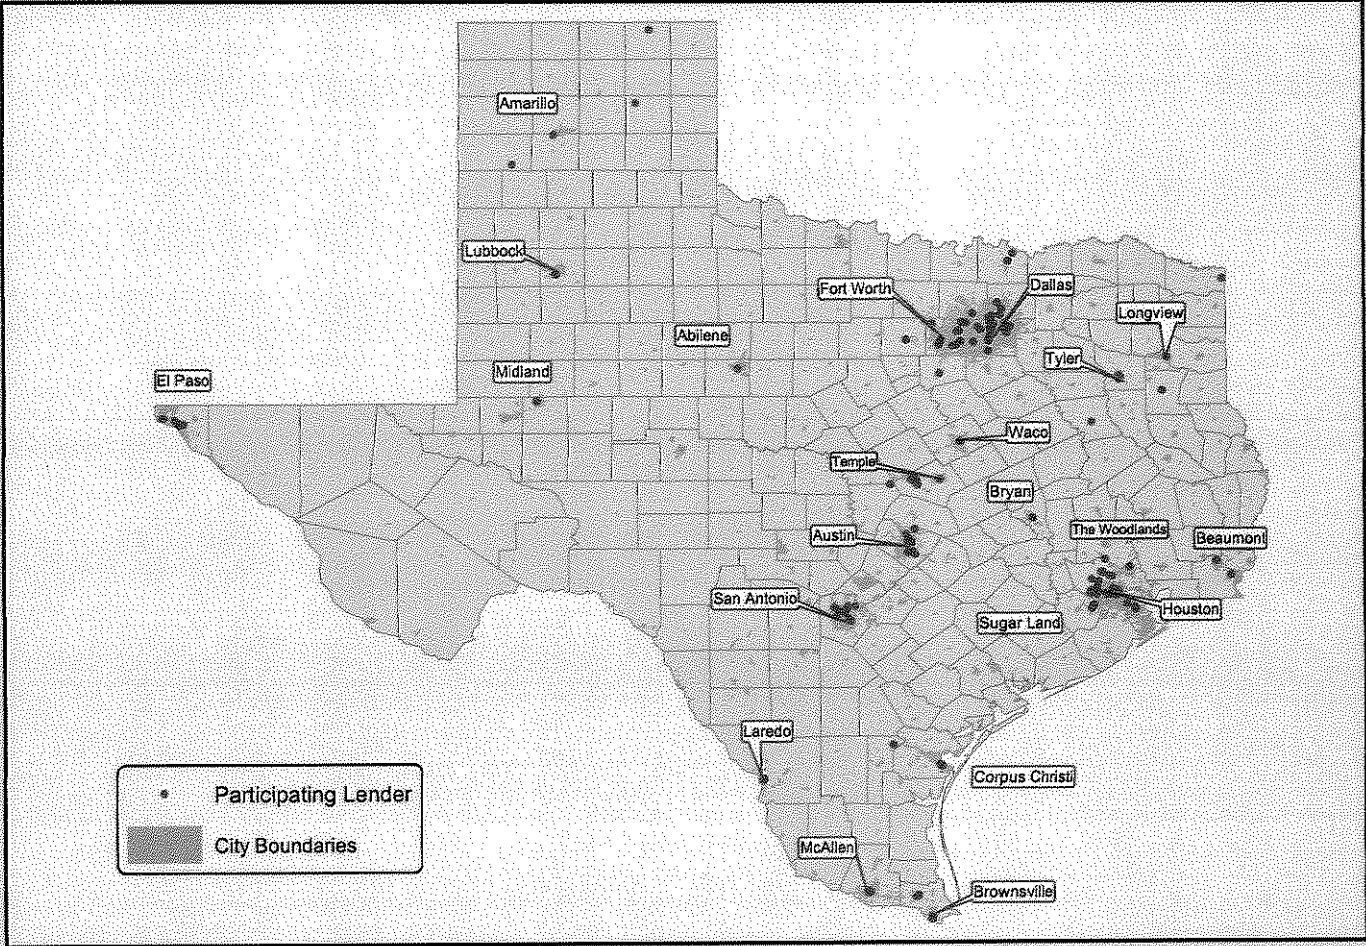 Amarillo
Lubbock
Fort Worth
Dallas
Longview
Abilene
Tyler
Midland
El Paso
Waco
Temple
Bryan
The Woodlands
Austin
Beaumont
San Antonio
Houston
Sugar Land
Laredo
Corpus Christi
Participating Lender
City Boundaries
McAllen
Brownsville